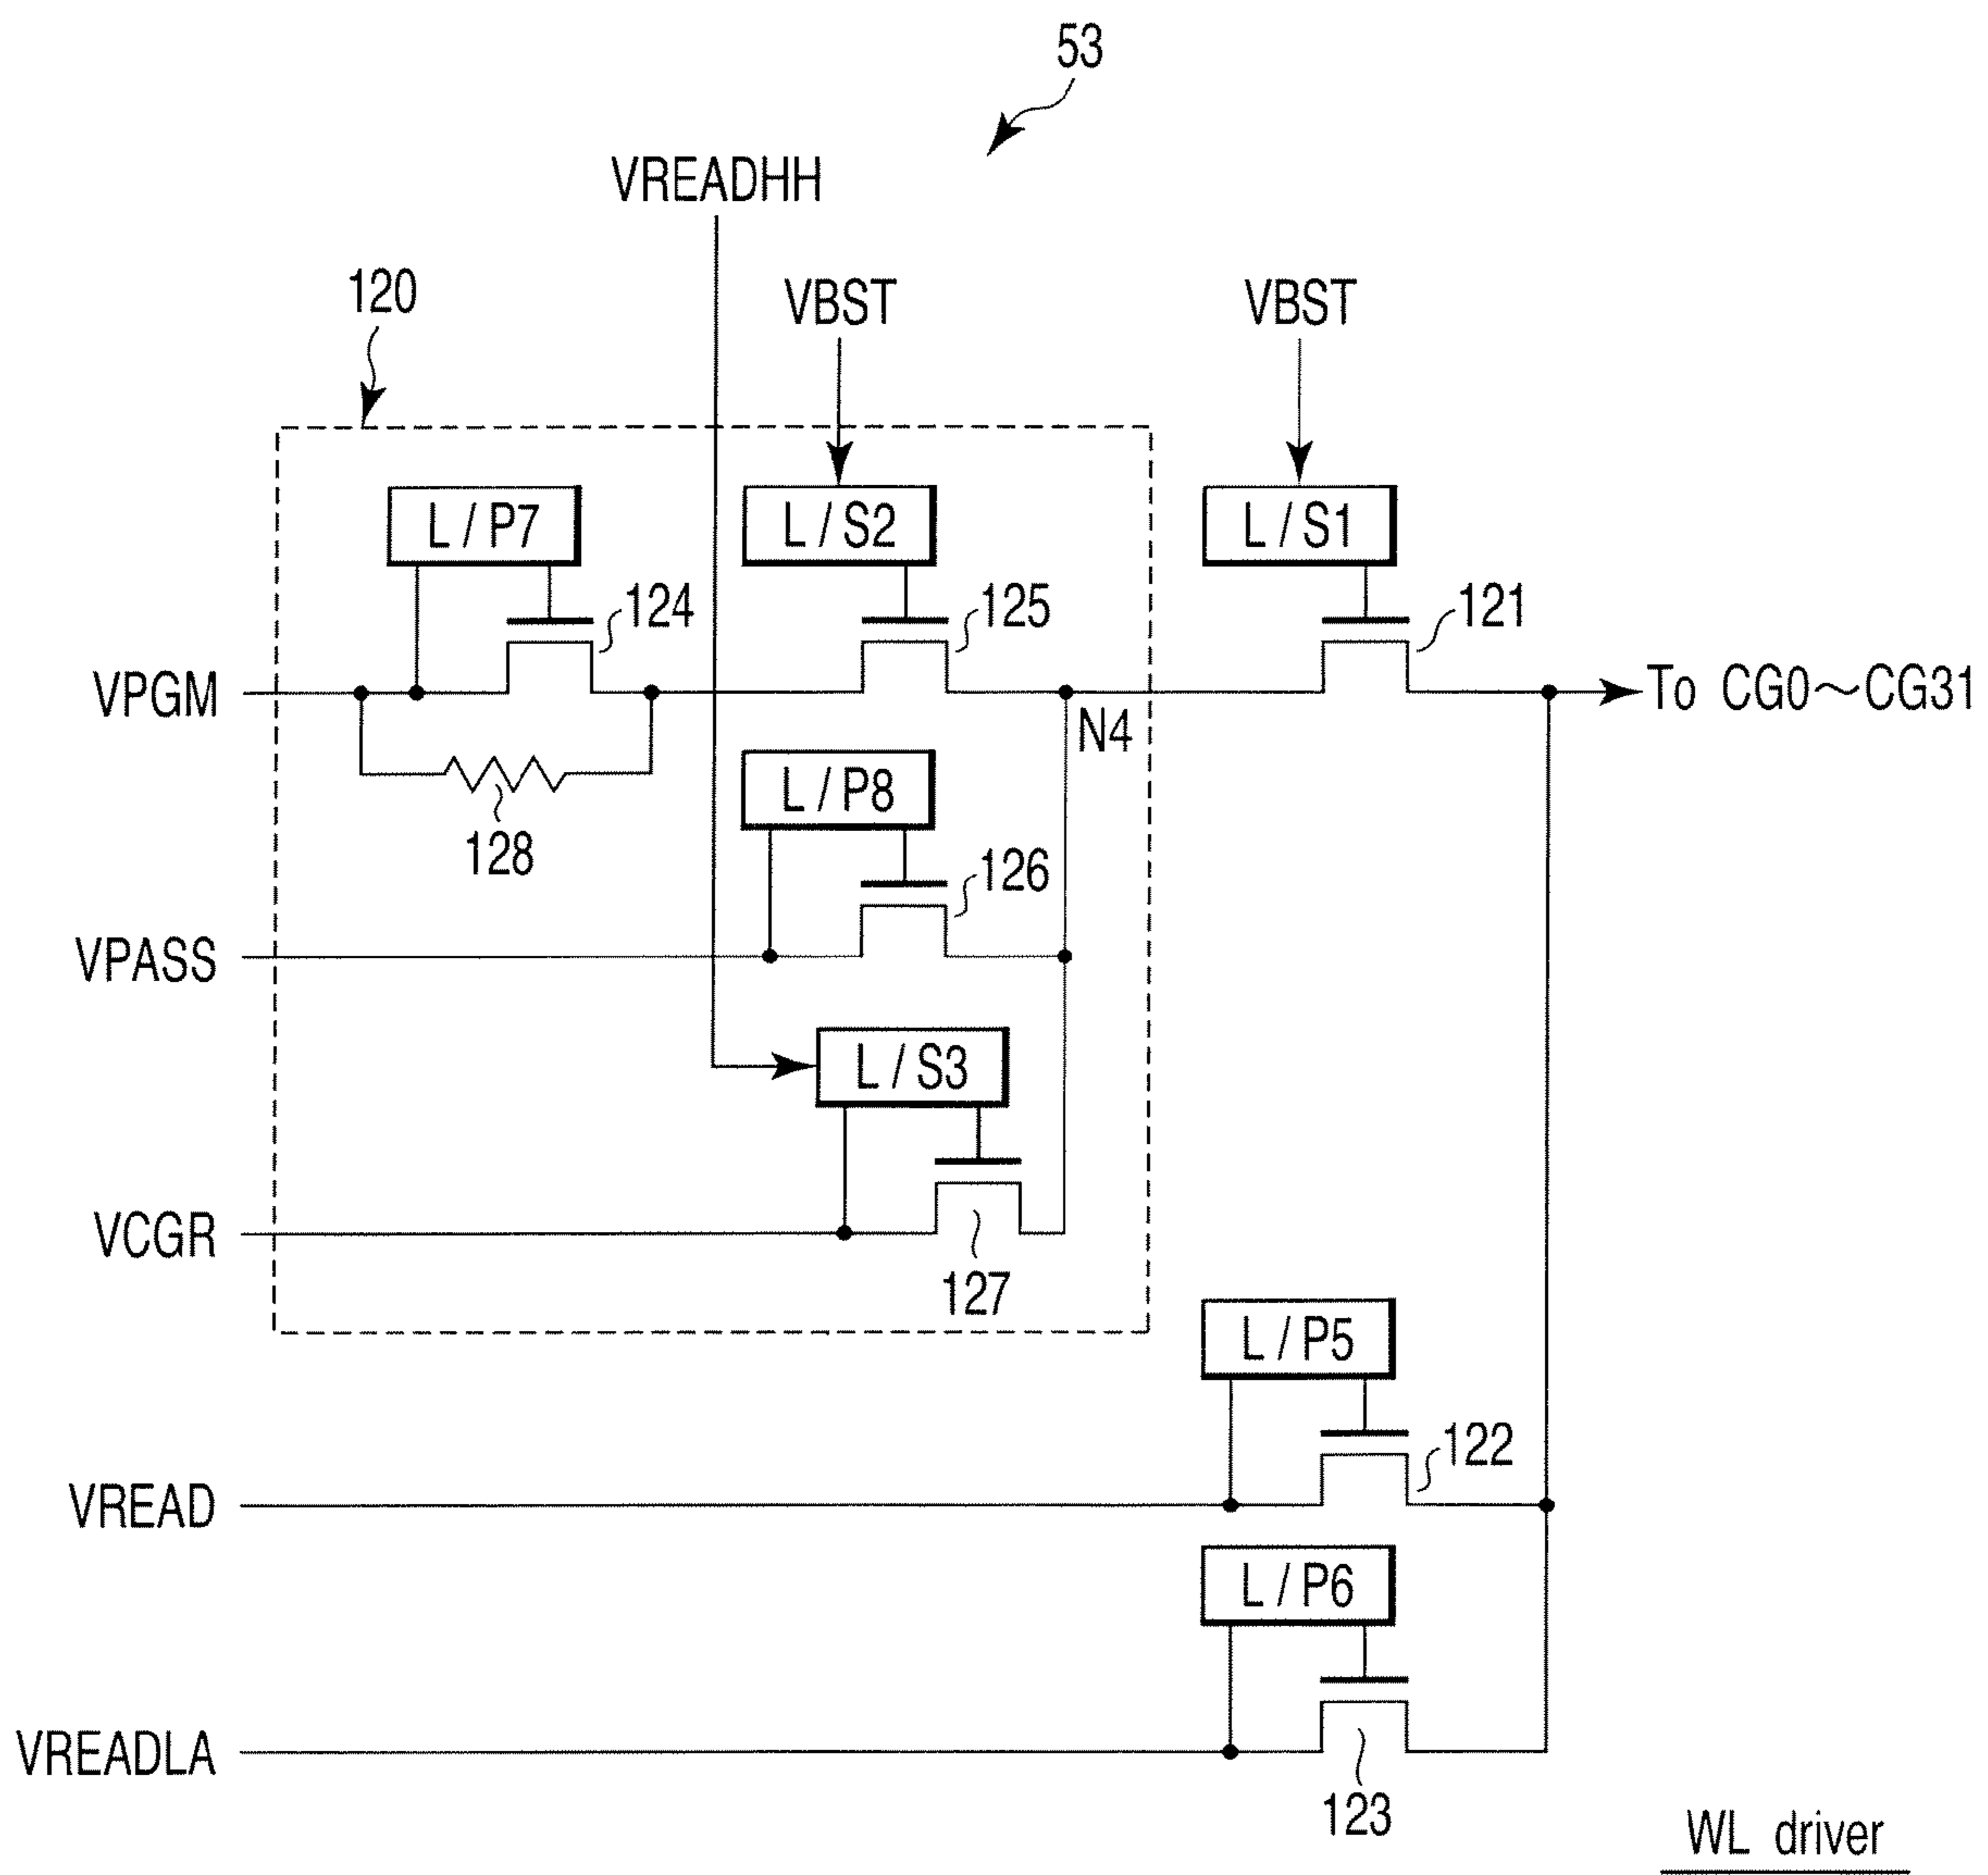 53
VREADHH
120
VBST
VBST
L / P7
L / S2
L / S1
124
125
121
VPGM
To CG0～CG31
N4
L / P8
128
126
VPASS
L / S3
VCGR
127
L / P5
122
VREAD
L / P6
VREADLA
123
WL driver